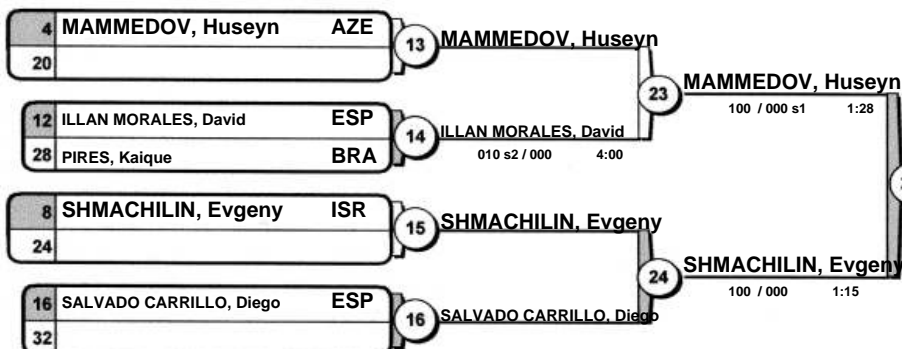 4 MAMMEDOV, Huseyn AZE
20
13 MAMMEDOV, Huseyn
12 ILLAN MORALES, David ESP
28 PIRES, Kaique BRA
14 ILLAN MORALES, David
010 s2 / 000 4:00
23 MAMMEDOV, Huseyn
100 / 000 s1 1:28
8 SHMACHILIN, Evgeny ISR
24
15 SHMACHILIN, Evgeny
16 SALVADO CARRILLO, Diego ESP
32
16 SALVADO CARRILLO, Diego
24 SHMACHILIN, Evgeny
100 / 000 1:15